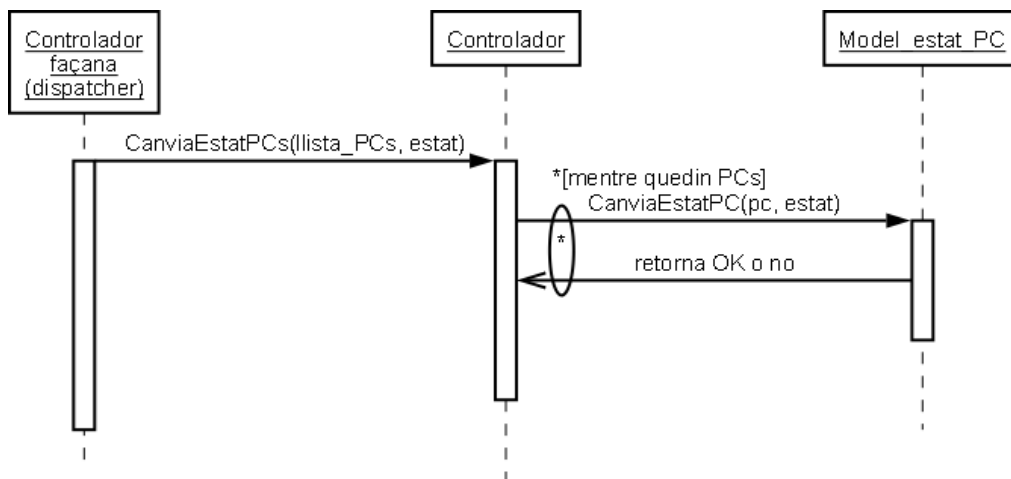 Controlador
façana
(dispatcher)
Controlador
Model_estat_PC
CanviaEstatPCs(llista_PCs, estat)
*[mentre quedin PCs]
CanviaEstatPC(pc, estat)
*
retorna OK o no